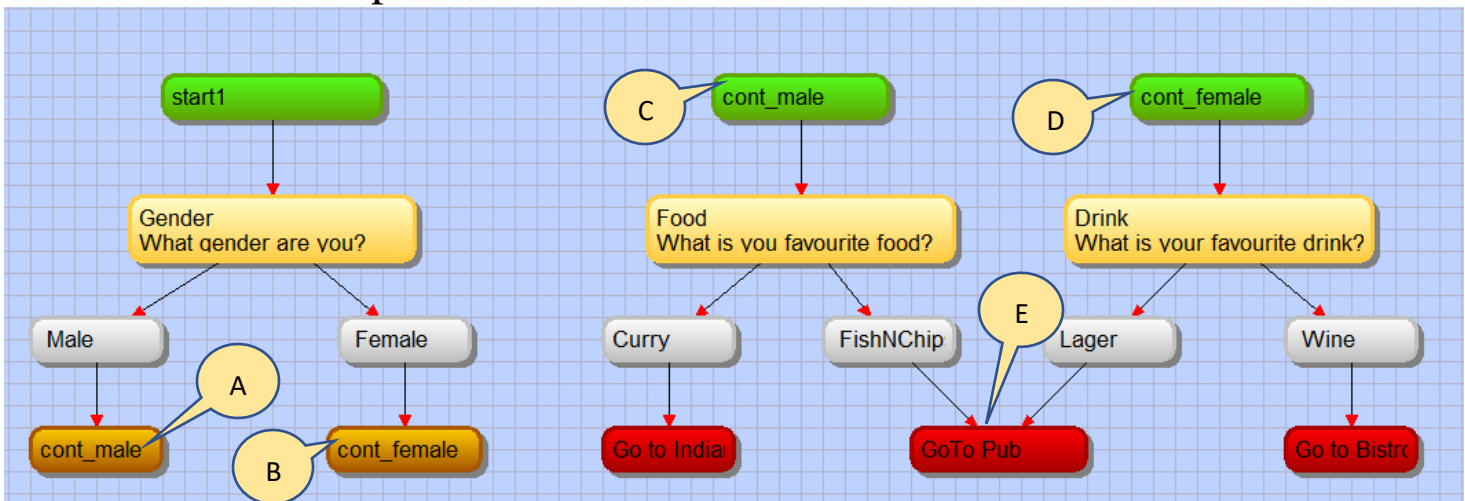 start1
cont_male
cont_female
C
D
Gender
What gender are you?
Food
What is you favourite food?
Drink
What is your favourite drink?
E
Male
Female
Curry
FishNChip
Lager
Wine
A
cont_male
B
cont_female
Go to Indian
GoTo Pub
Go to Bistro